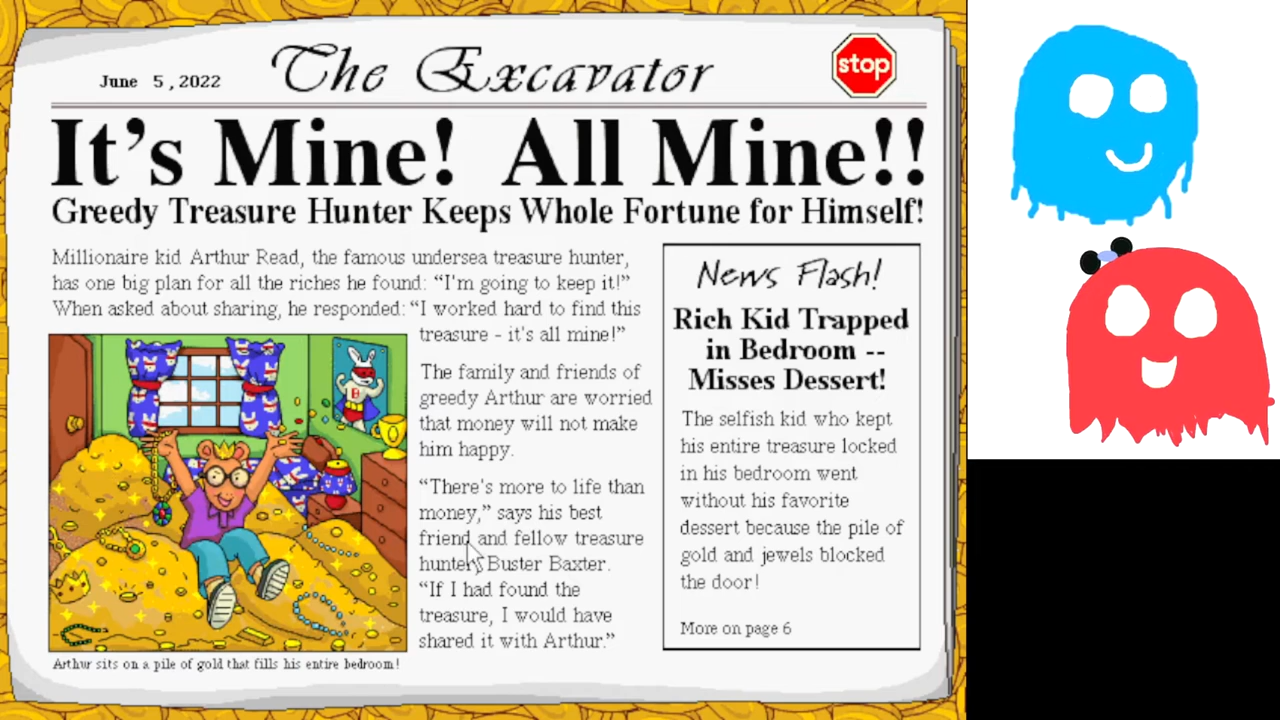 June 5, 2022
The Excavator
stop
It's Mine! All Mine!!
Greedy Treasure Hunter Keeps Whole Fortune for Himself!
Millionaire kid Arthur Read, the famous undersea treasure hunter,
has one big plan for all the riches he found: “I'm going to keep it!”
When asked about sharing, he responded: “I worked hard to find this
treasure - it's all mine!”
The family and friends of
greedy Arthur are worried
that money will not make
him happy.
“There's more to life than
money,” says his best
friend and fellow treasure
hunter, Buster Baxter.
“If I had found the
treasure, I would have
shared it with Arthur.”
B
Arthur sits on a pile of gold that fills his entire bedroom!
News Flash!
Rich Kid Trapped
in Bedroom --
Misses Dessert!
The selfish kid who kept
his entire treasure locked
in his bedroom went
without his favorite
dessert because the pile of
gold and jewels blocked
the door!
More on page 6